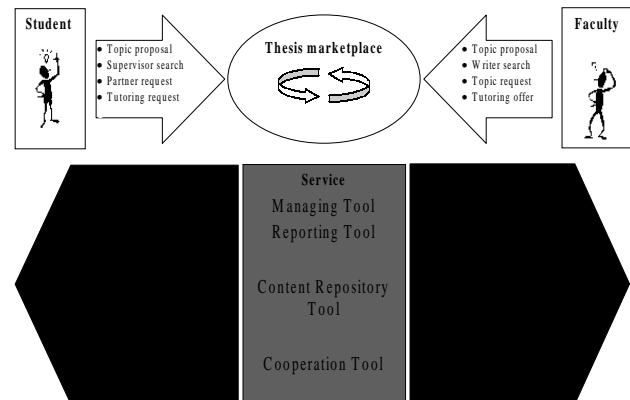 Student
• Topic proposal
• Supervisor search
• Partner request
• Tutoring request
Thesis marketplace
Faculty
• Topic proposal
• Writer search
• Topic request
• Tutoring offer
Service
Managing Tool
Reporting Tool
Content Repository
Tool
Cooperation Tool